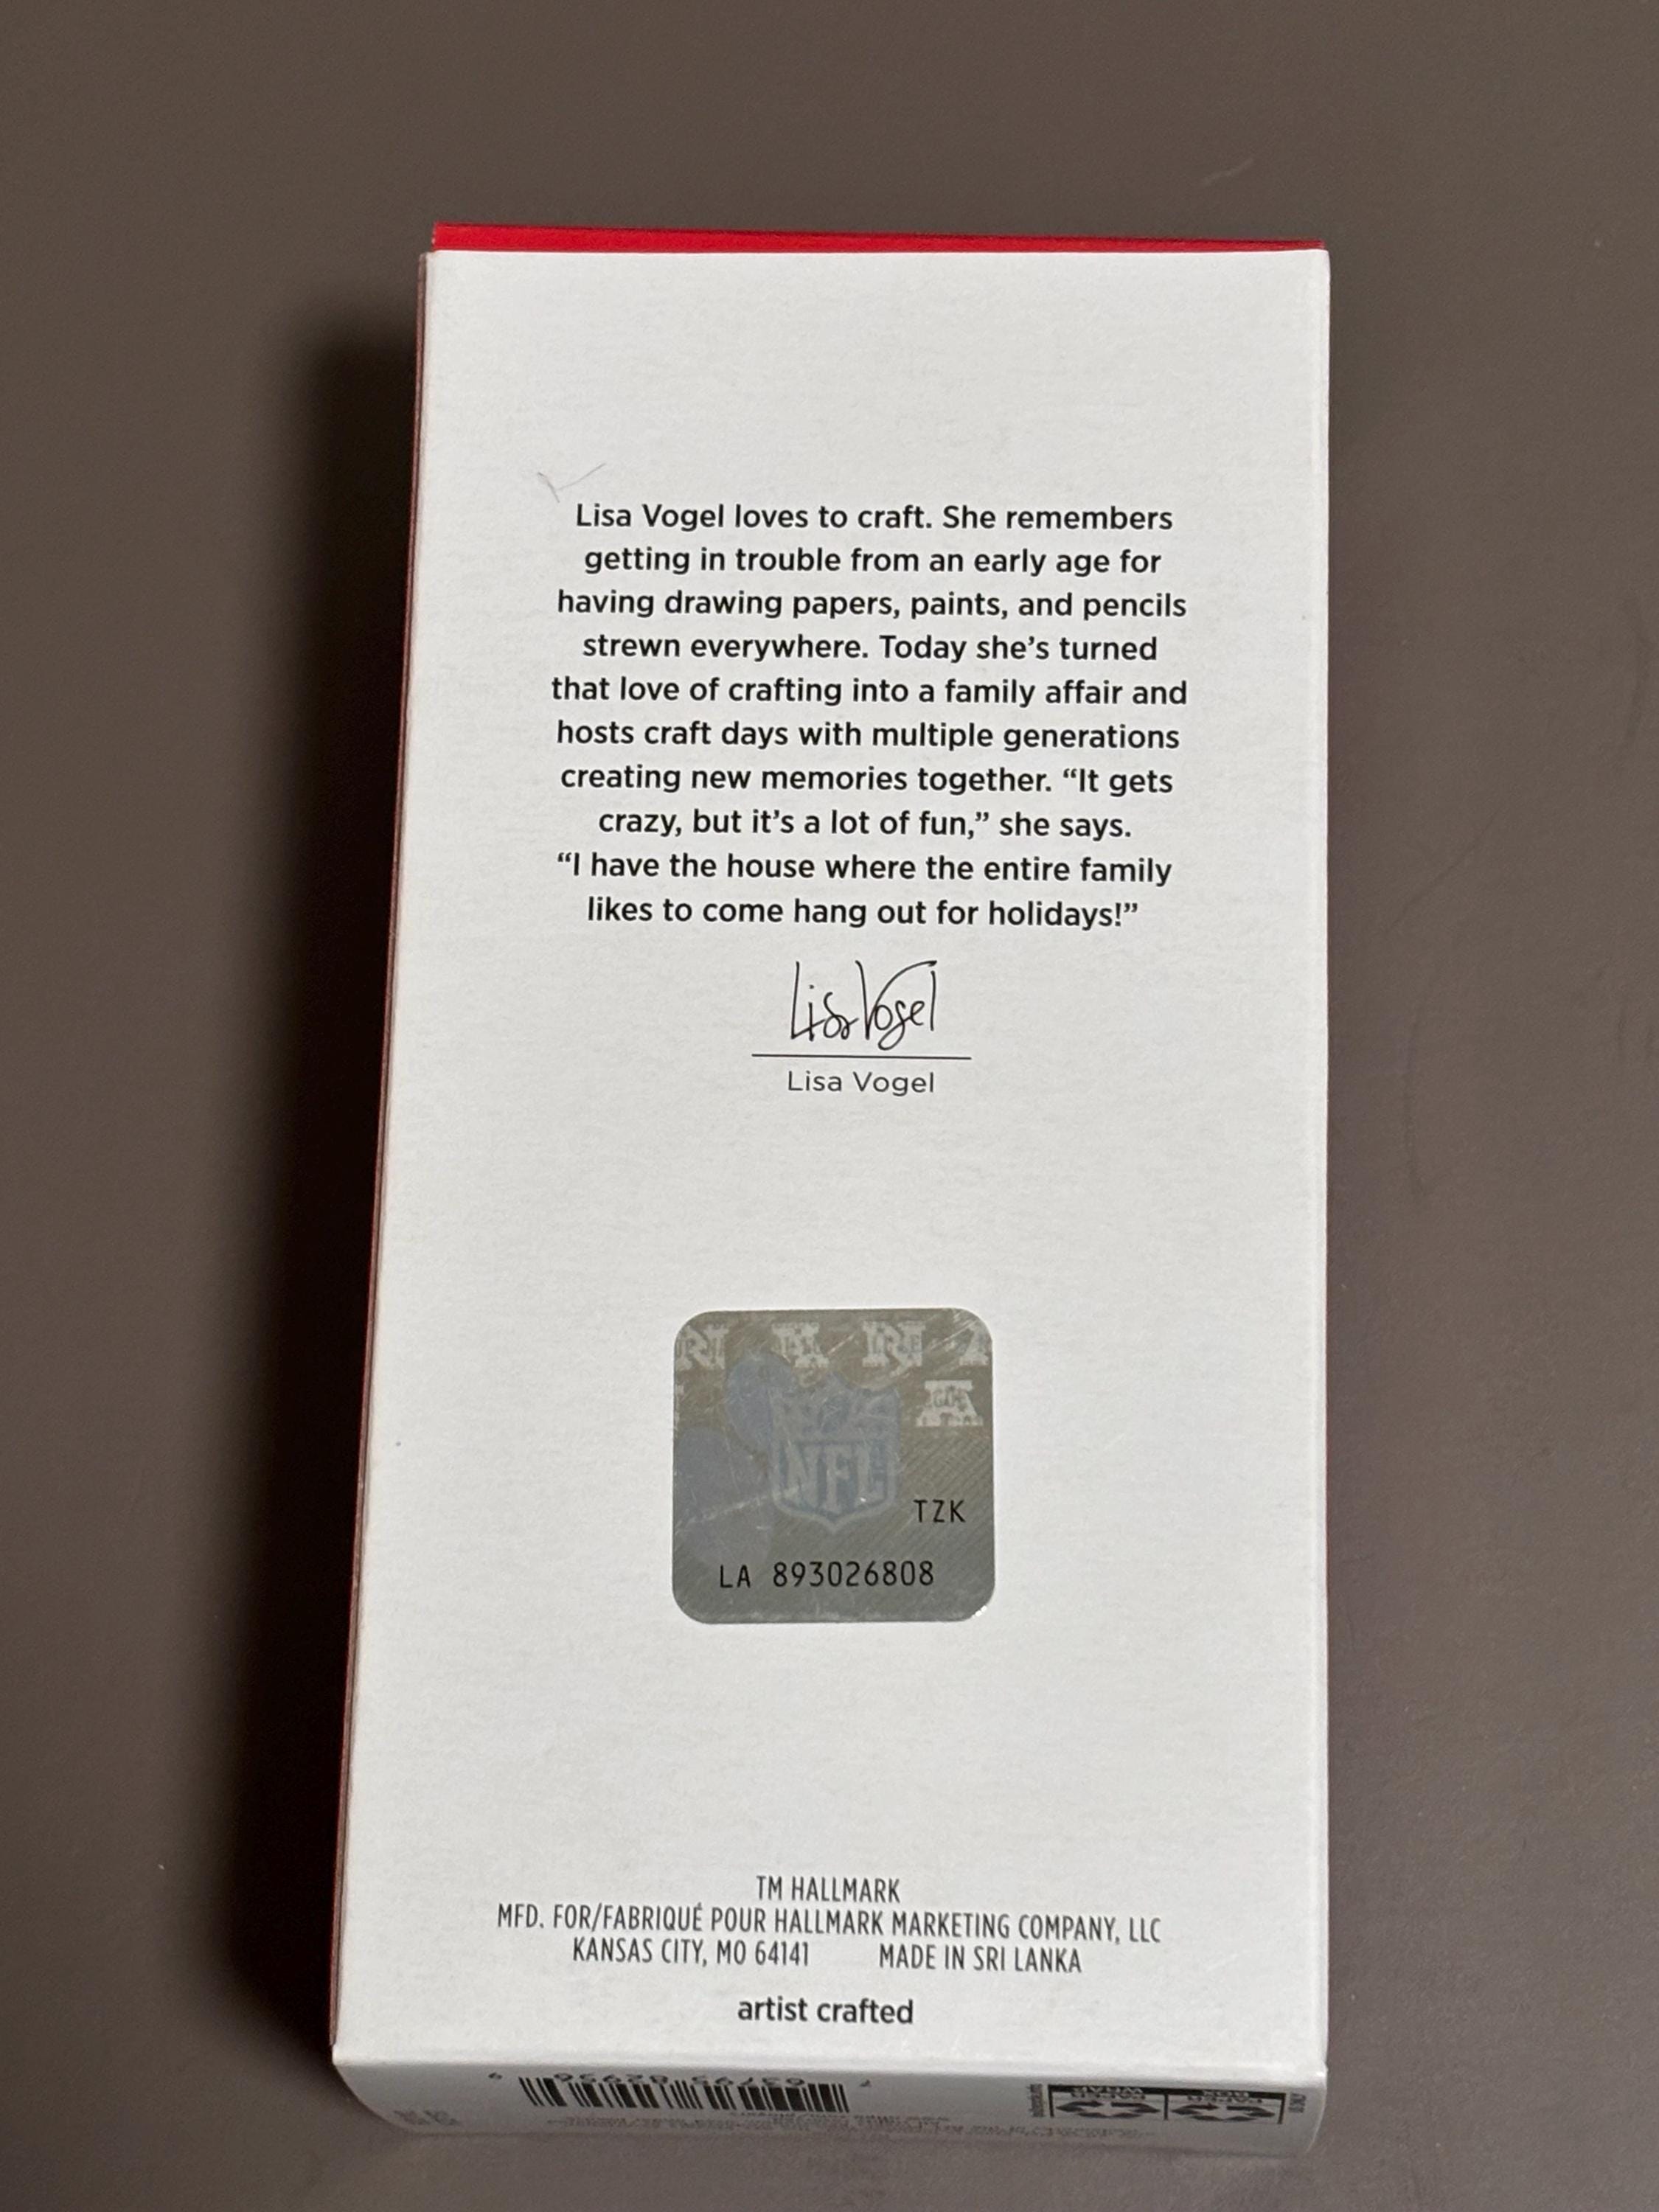 Lisa Vogel loves to craft. She remembers
getting in trouble from an early age for
having drawing papers, paints, and pencils
strewn everywhere. Today she’s turned
that love of crafting into a family affair and
hosts craft days with multiple generations
creating new memories together. “It gets
crazy, but it’s a lot of fun,” she says.
“I have the house where the entire family
likes to come hang out for holidays!”
Lisa Vogel
Lisa Vogel
NFL
TZK
LA 893026808
TM HALLMARK
MFD. FOR/FABRIQUÉ POUR HALLMARK MARKETING COMPANY, LLC
KANSAS CITY, MO 64141 MADE IN SRI LANKA
artist crafted